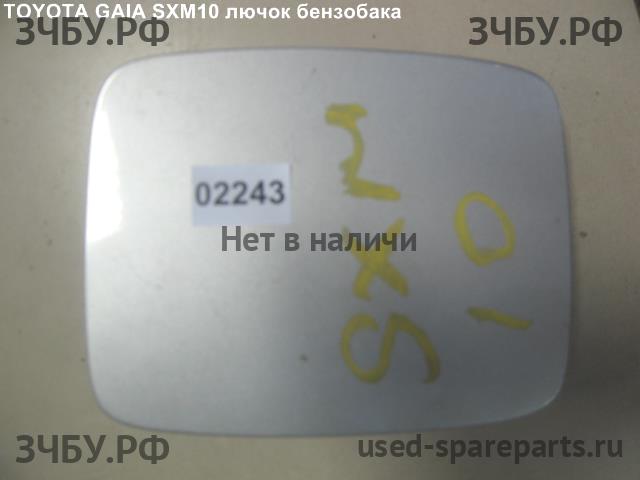 TOYOTA GAIA SXM10 лючок бензобака
ЗЧБУ.РФ ЗЧБУ.РФ
02243
Нет в наличи
SXM
10
ЗЧБУ.РФ used-spareparts.ru